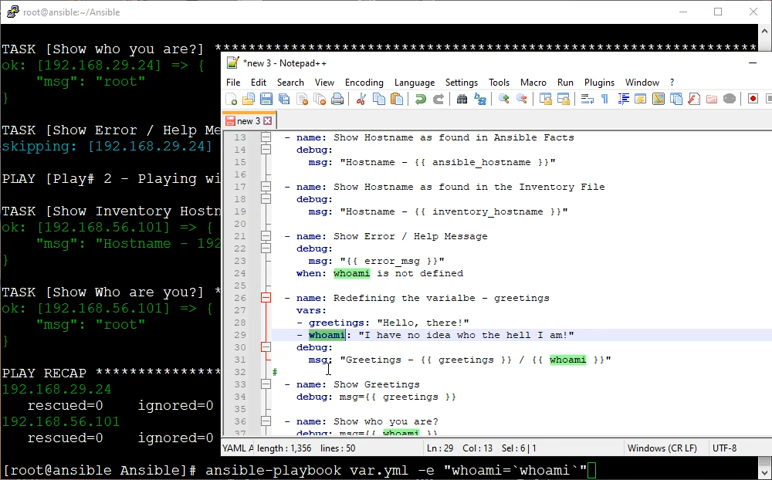 root@ansible:~/Ansible
TASK [Show who you are?] ****
ok: [192.168.29.24] => {
"msg": "root"
}
TASK [Show Error / Help Me
skipping: [192.168.29.24]
PLAY [Play# 2 - Playing wi
TASK [Show Inventory Hostn
ok: [192.168.56.101] => {
"msg": "Hostname - 192
}
TASK [Show Who are you?] *
ok: [192.168.56.101] => {
"msg": "root"
}
PLAY RECAP ****************
192.168.29.24
rescued=0 ignored=0
192.168.56.101
rescued=0 ignored=0
[root@ansible Ansible]# ansible-playbook var.yml -e "whoami=`whoami`"
*new 3 - Notepad++
File Edit Search View Encoding Language Settings Tools Macro Run Plugins Window ?
new 3
13 - name: Show Hostname as found in Ansible Facts
14 debug:
15 msg: "Hostname - {{ ansible_hostname }}"
16
17 - name: Show Hostname as found in the Inventory File
18 debug:
19 msg: "Hostname - {{ inventory_hostname }}"
20
21 - name: Show Error / Help Message
22 debug:
23 msg: "{{ error_msg }}"
24 when: whoami is not defined
25
26 - name: Redefining the varialbe - greetings
27 vars:
28 - greetings: "Hello, there!"
29 - whoami: "I have no idea who the hell I am!"
30 debug:
31 msg: "Greetings - {{ greetings }} / {{ whoami }}"
32 #
33 - name: Show Greetings
34 debug: msg={{ greetings }}
35
36 - name: Show who you are?
37 debug: msg={{ whoami }}
YAML A length : 1,356 lines : 50 Ln : 29 Col : 13 Sel : 6 | 1 Windows (CR LF) UTF-8